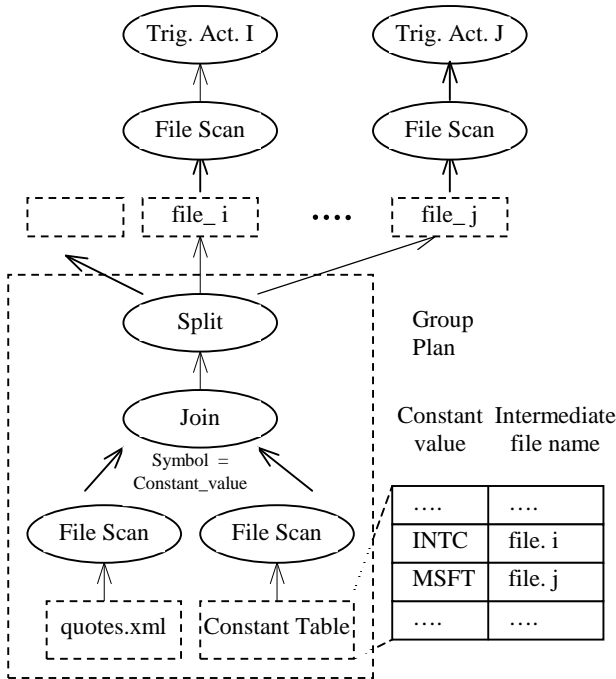 Trig. Act. I
Trig. Act. J
File Scan
File Scan
file_ i
....
file_ j
Split
Group
Plan
Join
Symbol =
Constant_value
Constant
value
Intermediate
file name
File Scan
File Scan
quotes.xml
Constant Table
.... ....
INTC file. i
MSFT file. j
.... ....